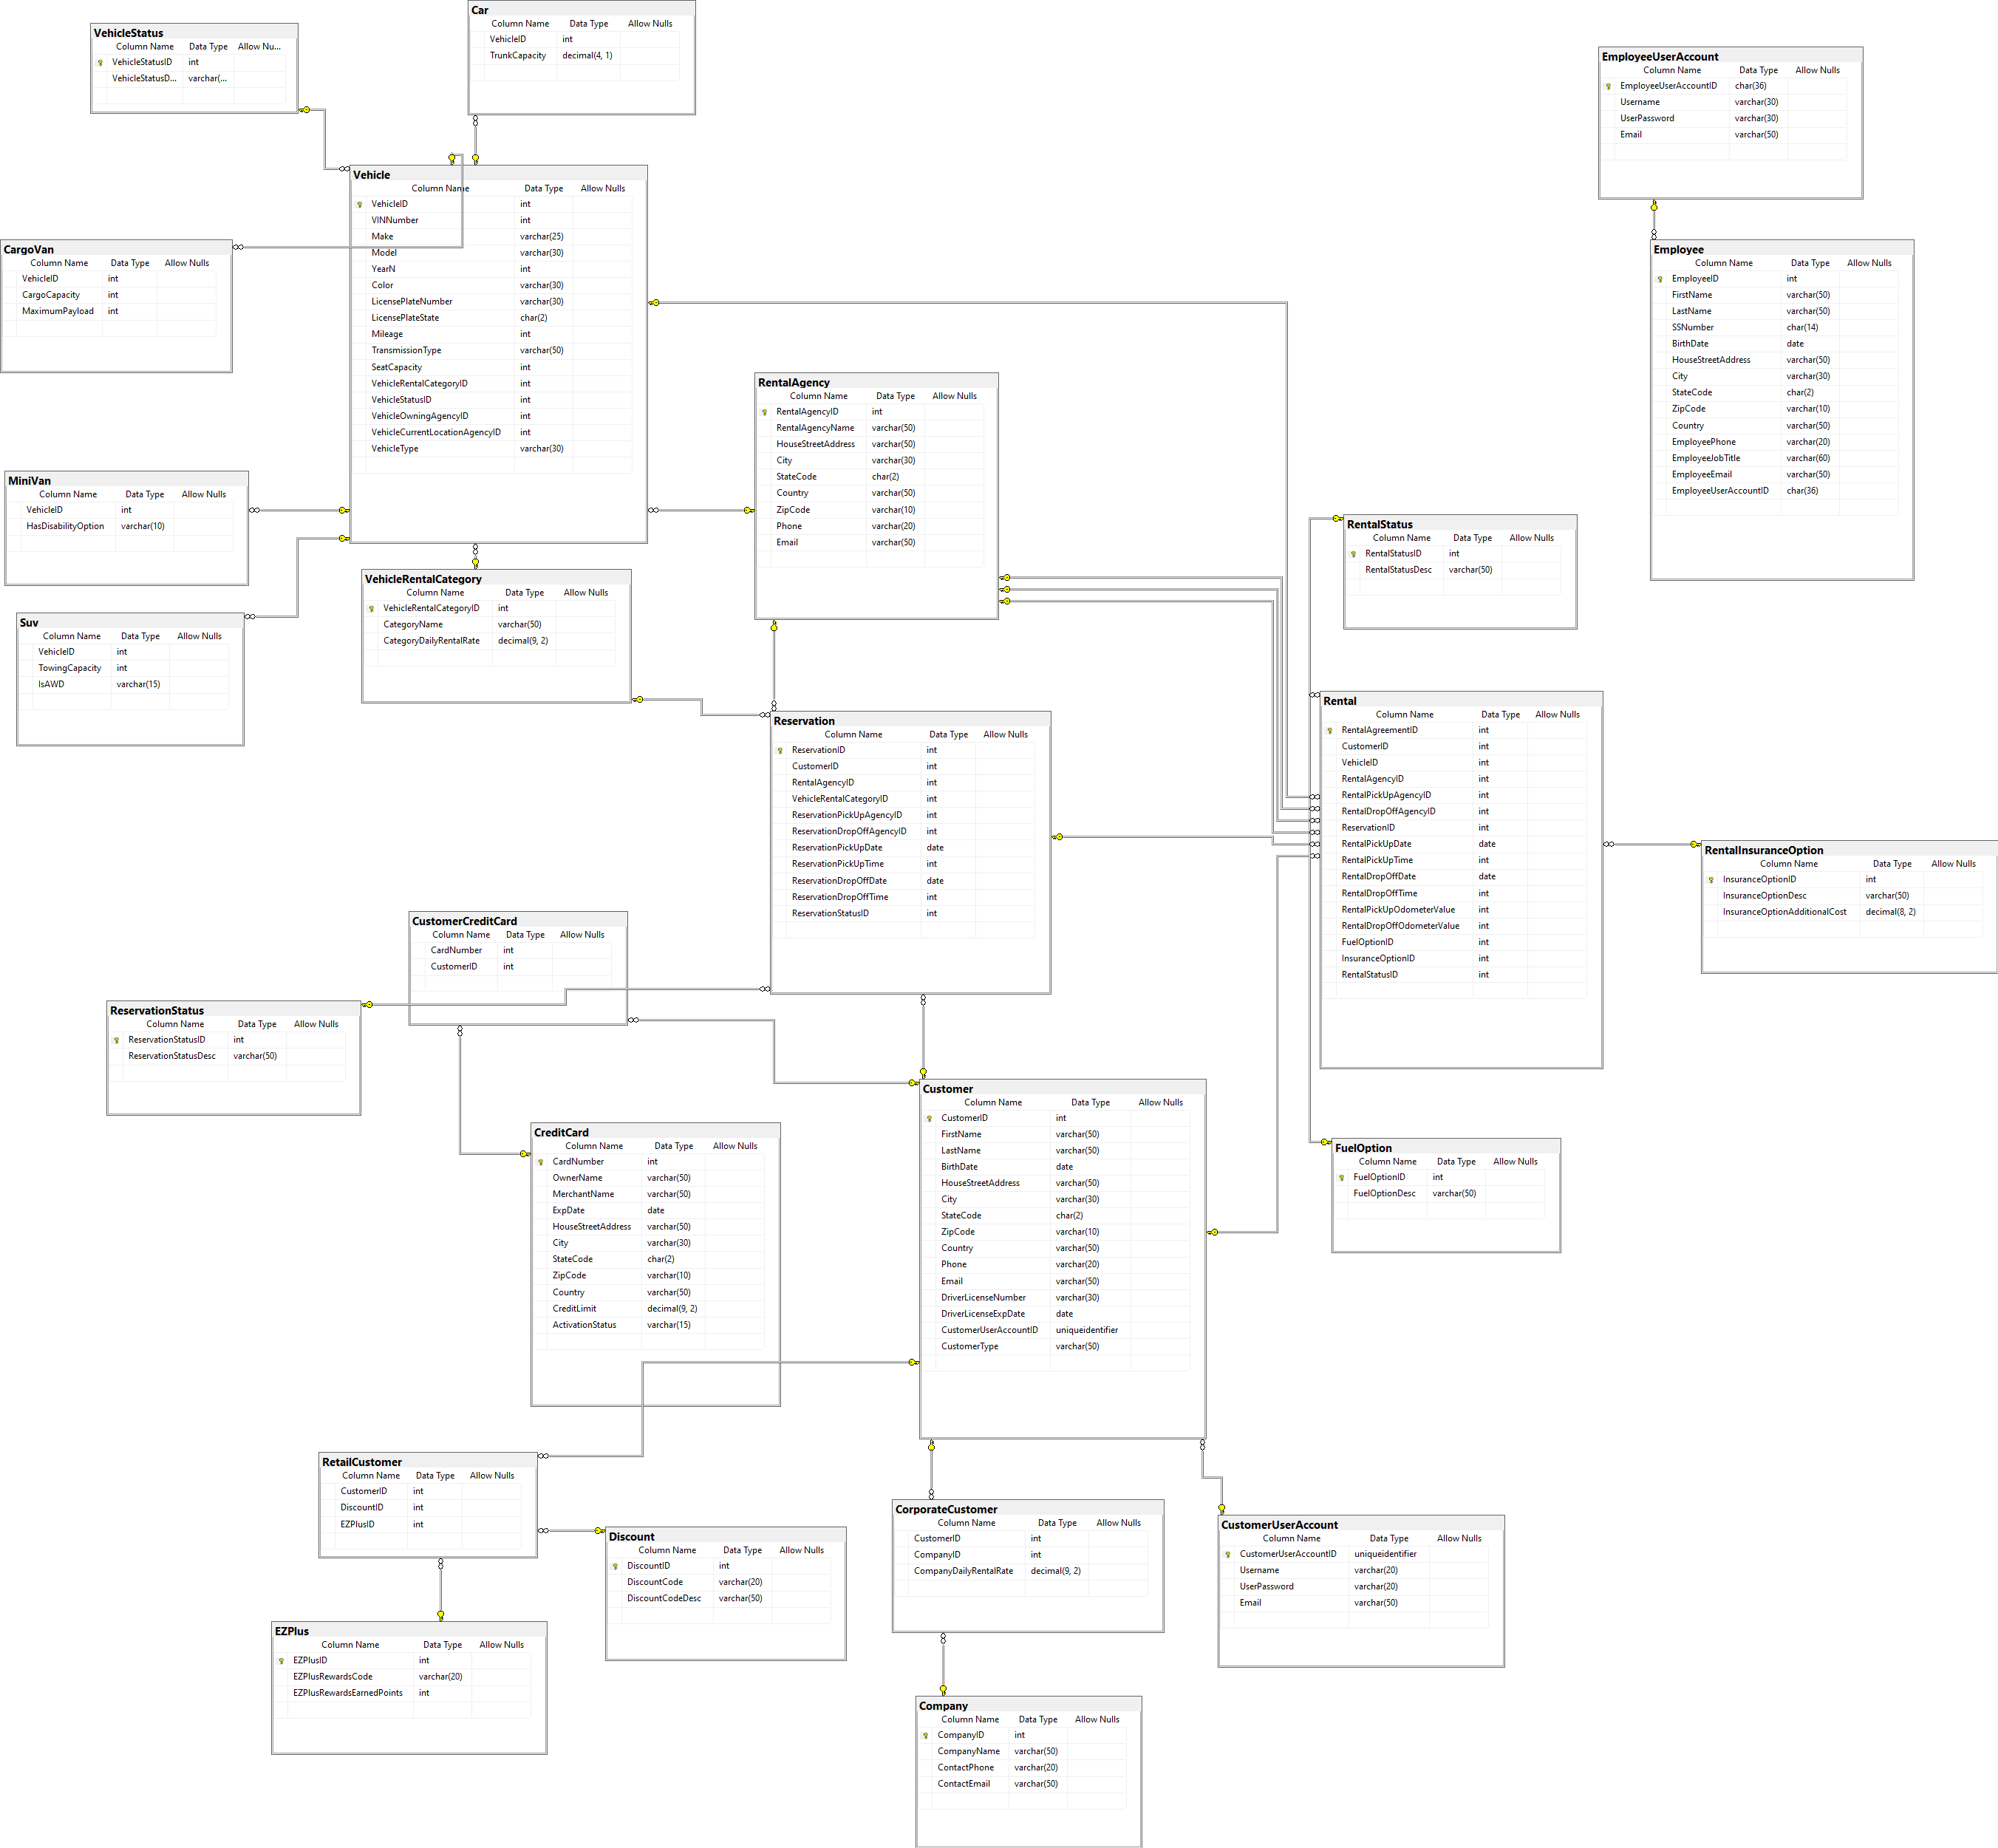 Car
Column Name Data Type Allow Nulls
VehicleID int
TrunkCapacity decimal(4, 1)
VehicleStatus
Column Name Data Type Allow Nu...
VehicleStatusID int
VehicleStatusD... varchar(...
EmployeeUserAccount
Column Name Data Type Allow Nulls
EmployeeUserAccountID char(36)
Username varchar(30)
UserPassword varchar(30)
Email varchar(50)
Vehicle
Column Name Data Type Allow Nulls
VehicleID int
VINNumber int
Make varchar(25)
Model varchar(30)
YearN int
Color varchar(30)
LicensePlateNumber varchar(30)
LicensePlateState char(2)
Mileage int
TransmissionType varchar(50)
SeatCapacity int
VehicleRentalCategoryID int
VehicleStatusID int
VehicleOwningAgencyID int
VehicleCurrentLocationAgencyID int
VehicleType varchar(30)
CargoVan
Column Name Data Type Allow Nulls
VehicleID int
CargoCapacity int
MaximumPayload int
Employee
Column Name Data Type Allow Nulls
EmployeeID int
FirstName varchar(50)
LastName varchar(50)
SSNumber char(14)
BirthDate date
HouseStreetAddress varchar(50)
City varchar(30)
StateCode char(2)
ZipCode varchar(10)
Country varchar(50)
EmployeePhone varchar(20)
EmployeeJobTitle varchar(60)
EmployeeEmail varchar(50)
EmployeeUserAccountID char(36)
RentalAgency
Column Name Data Type Allow Nulls
RentalAgencyID int
RentalAgencyName varchar(50)
HouseStreetAddress varchar(50)
City varchar(30)
StateCode char(2)
Country varchar(50)
ZipCode varchar(10)
Phone varchar(20)
Email varchar(50)
MiniVan
Column Name Data Type Allow Nulls
VehicleID int
HasDisabilityOption varchar(10)
RentalStatus
Column Name Data Type Allow Nulls
RentalStatusID int
RentalStatusDesc varchar(50)
VehicleRentalCategory
Column Name Data Type Allow Nulls
VehicleRentalCategoryID int
CategoryName varchar(50)
CategoryDailyRentalRate decimal(9, 2)
Suv
Column Name Data Type Allow Nulls
VehicleID int
TowingCapacity int
IsAWD varchar(15)
Rental
Column Name Data Type Allow Nulls
RentalAgreementID int
CustomerID int
VehicleID int
RentalAgencyID int
RentalPickUpAgencyID int
RentalDropOffAgencyID int
ReservationID int
RentalPickUpDate date
RentalPickUpTime int
RentalDropOffDate date
RentalDropOffTime int
RentalPickUpOdometerValue int
RentalDropOffOdometerValue int
FuelOptionID int
InsuranceOptionID int
RentalStatusID int
Reservation
Column Name Data Type Allow Nulls
ReservationID int
CustomerID int
RentalAgencyID int
VehicleRentalCategoryID int
ReservationPickUpAgencyID int
ReservationDropOffAgencyID int
ReservationPickUpDate date
ReservationPickUpTime int
ReservationDropOffDate date
ReservationDropOffTime int
ReservationStatusID int
RentalInsuranceOption
Column Name Data Type Allow Nulls
InsuranceOptionID int
InsuranceOptionDesc varchar(50)
InsuranceOptionAdditionalCost decimal(8, 2)
CustomerCreditCard
Column Name Data Type Allow Nulls
CardNumber int
CustomerID int
ReservationStatus
Column Name Data Type Allow Nulls
ReservationStatusID int
ReservationStatusDesc varchar(50)
Customer
Column Name Data Type Allow Nulls
CustomerID int
FirstName varchar(50)
LastName varchar(50)
BirthDate date
HouseStreetAddress varchar(50)
City varchar(30)
StateCode char(2)
ZipCode varchar(10)
Country varchar(50)
Phone varchar(20)
Email varchar(50)
DriverLicenseNumber varchar(30)
DriverLicenseExpDate date
CustomerUserAccountID uniqueidentifier
CustomerType varchar(50)
CreditCard
Column Name Data Type Allow Nulls
CardNumber int
OwnerName varchar(50)
MerchantName varchar(50)
ExpDate date
HouseStreetAddress varchar(50)
City varchar(30)
StateCode char(2)
ZipCode varchar(10)
Country varchar(50)
CreditLimit decimal(9, 2)
ActivationStatus varchar(15)
FuelOption
Column Name Data Type Allow Nulls
FuelOptionID int
FuelOptionDesc varchar(50)
RetailCustomer
Column Name Data Type Allow Nulls
CustomerID int
DiscountID int
EZPlusID int
CorporateCustomer
Column Name Data Type Allow Nulls
CustomerID int
CompanyID int
CompanyDailyRentalRate decimal(9, 2)
CustomerUserAccount
Column Name Data Type Allow Nulls
CustomerUserAccountID uniqueidentifier
Username varchar(20)
UserPassword varchar(20)
Email varchar(50)
Discount
Column Name Data Type Allow Nulls
DiscountID int
DiscountCode varchar(20)
DiscountCodeDesc varchar(50)
EZPlus
Column Name Data Type Allow Nulls
EZPlusID int
EZPlusRewardsCode varchar(20)
EZPlusRewardsEarnedPoints int
Company
Column Name Data Type Allow Nulls
CompanyID int
CompanyName varchar(50)
ContactPhone varchar(20)
ContactEmail varchar(50)